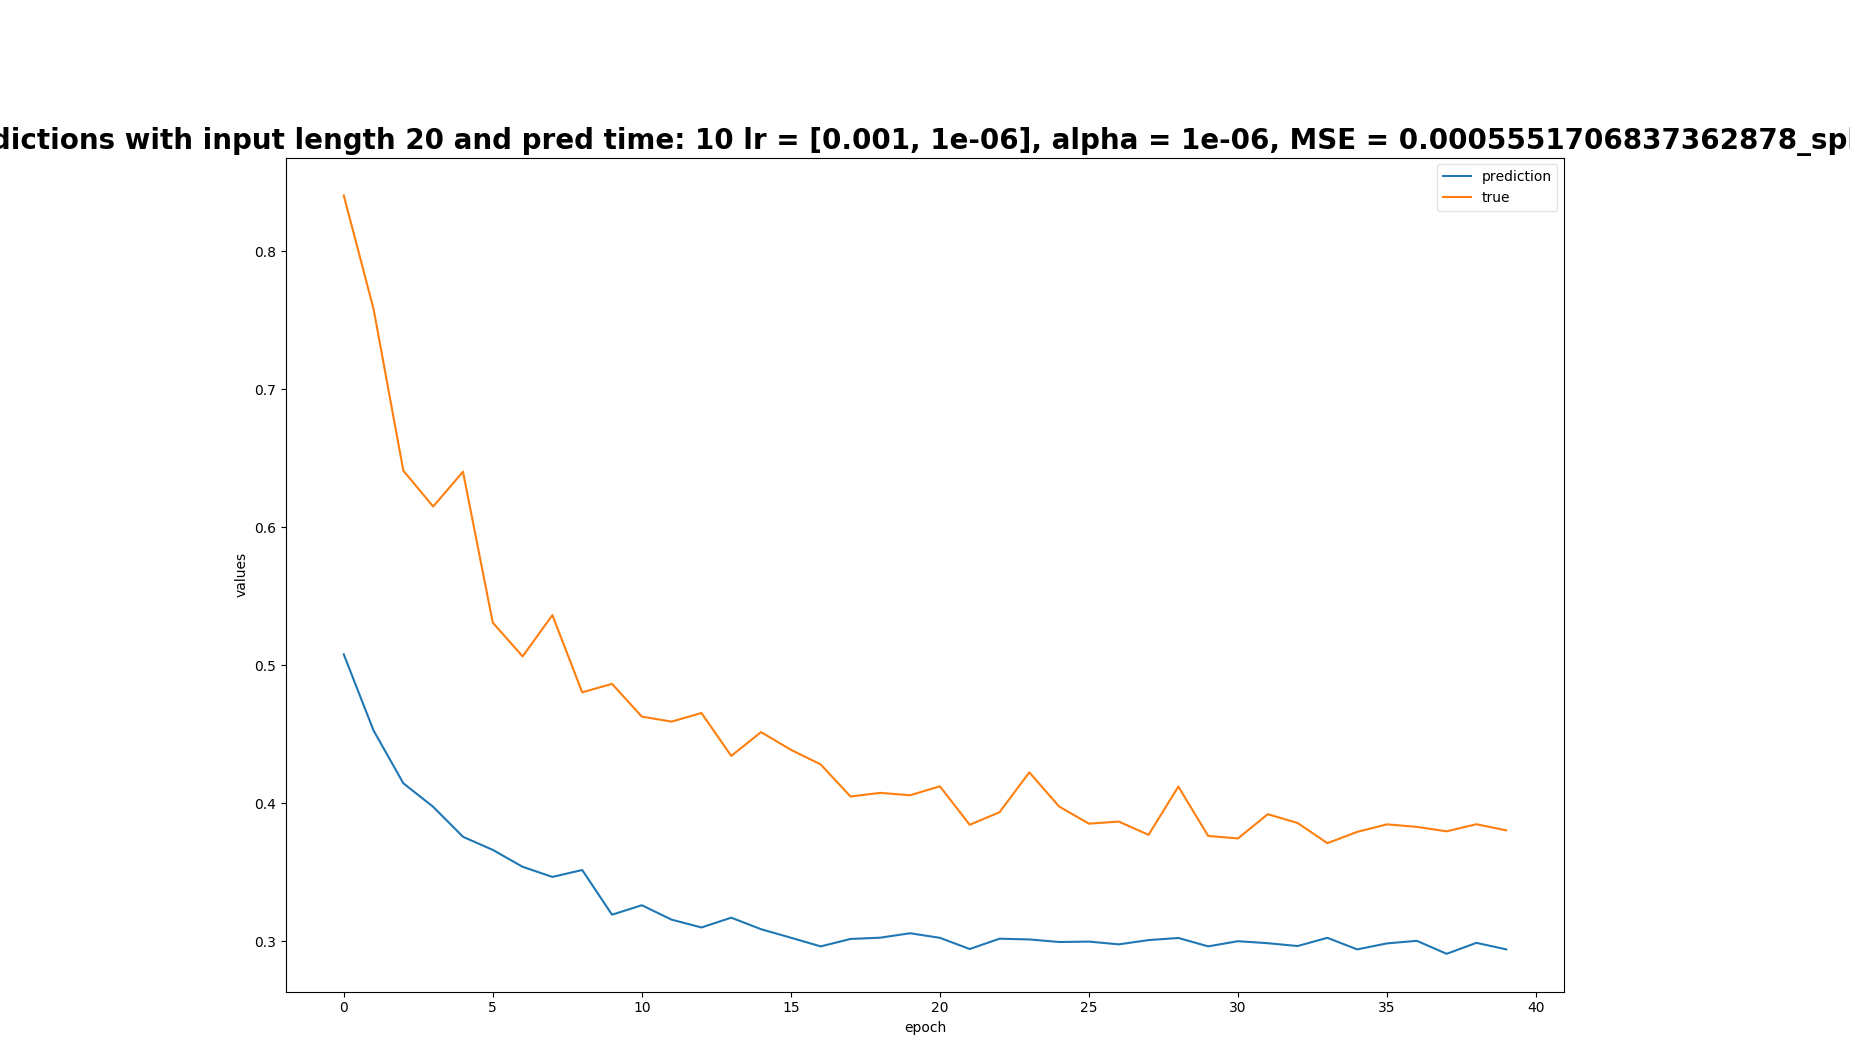 dictions with input length 20 and pred time: 10 lr = [0.001, 1e-06], alpha = 1e-06, MSE = 0.0005551706837362878_spl
prediction
true
0.8
0.7
0.6
0.5
0.4
0.3
values
0 5 10 15 20 25 30 35 40
epoch